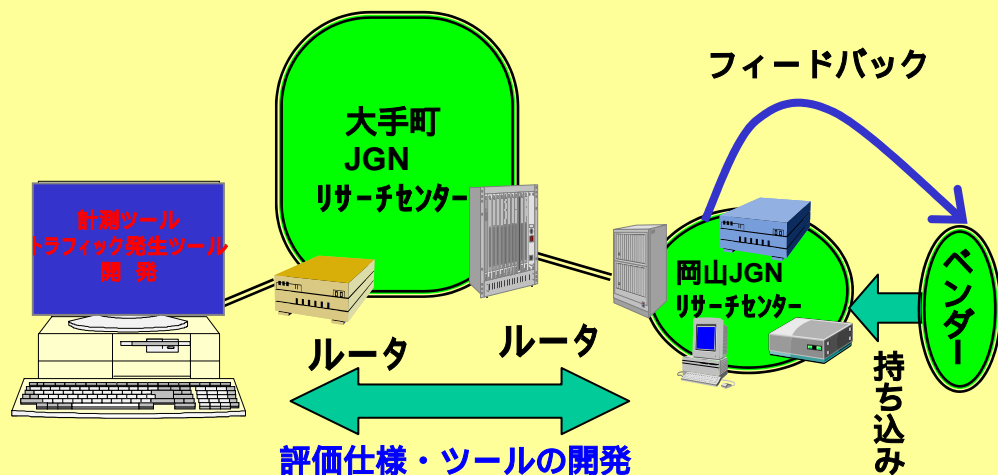 フィードバック
大手町
JGN
リサーチセンター
計測ツール
トラフィック発生ツール
開 発
岡山JGN
リサーチセンター
ベンダー
ルータ
ルータ
持ち込み
評価仕様・ツールの開発